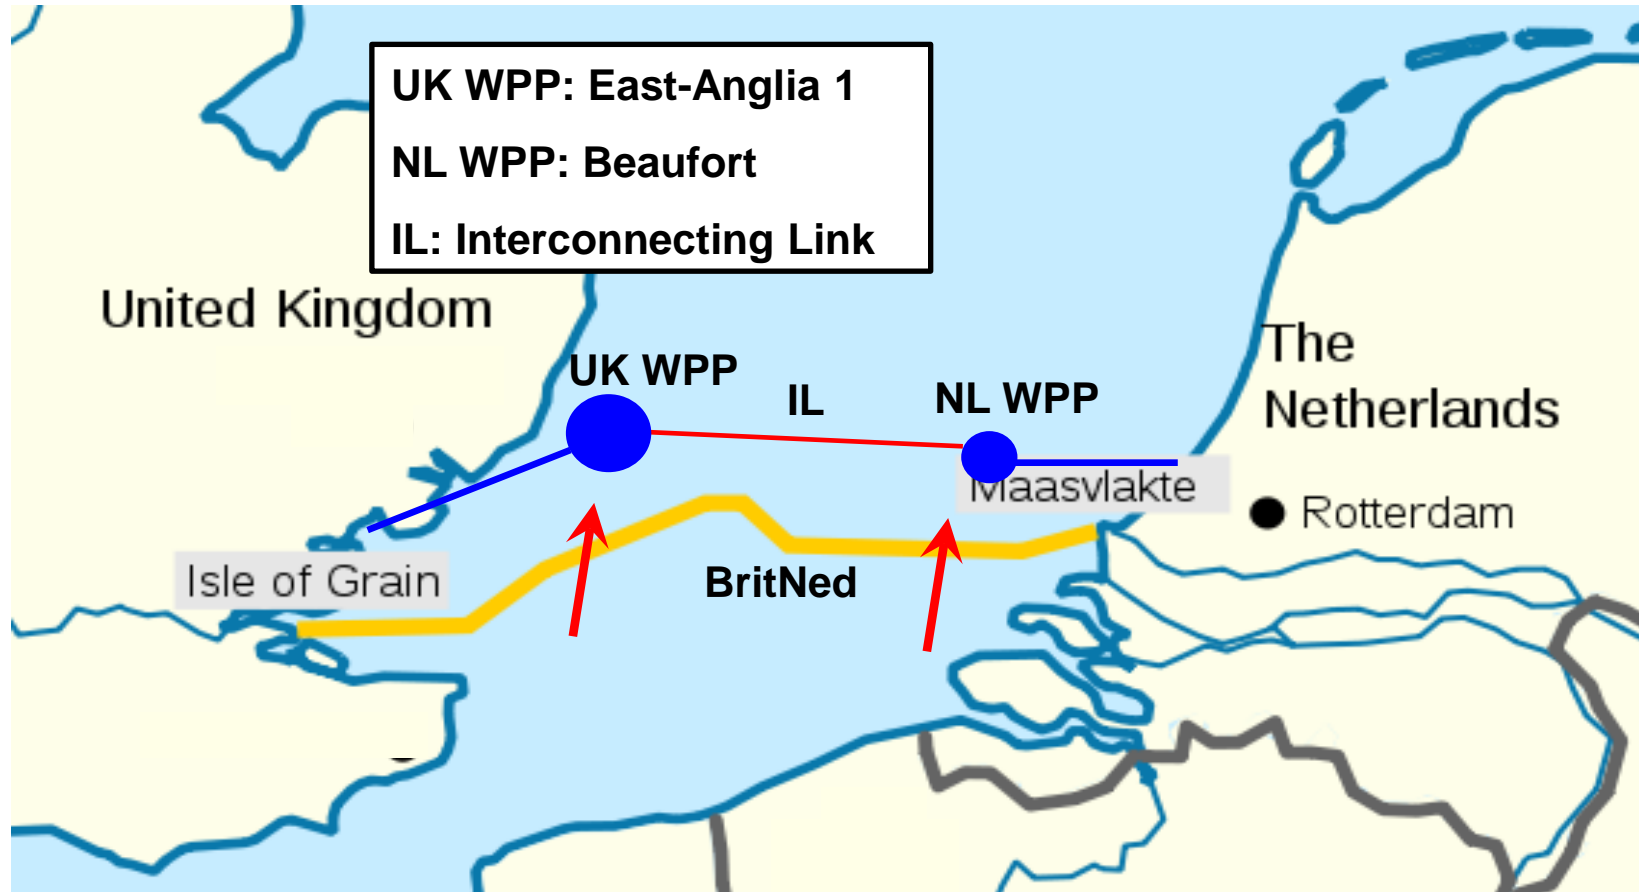 UK WPP: East-Anglia 1
NL WPP: Beaufort
IL: Interconnecting Link
United Kingdom
The
Netherlands
UK WPP
IL
NL WPP
Maasvlakte
Rotterdam
Isle of Grain
BritNed